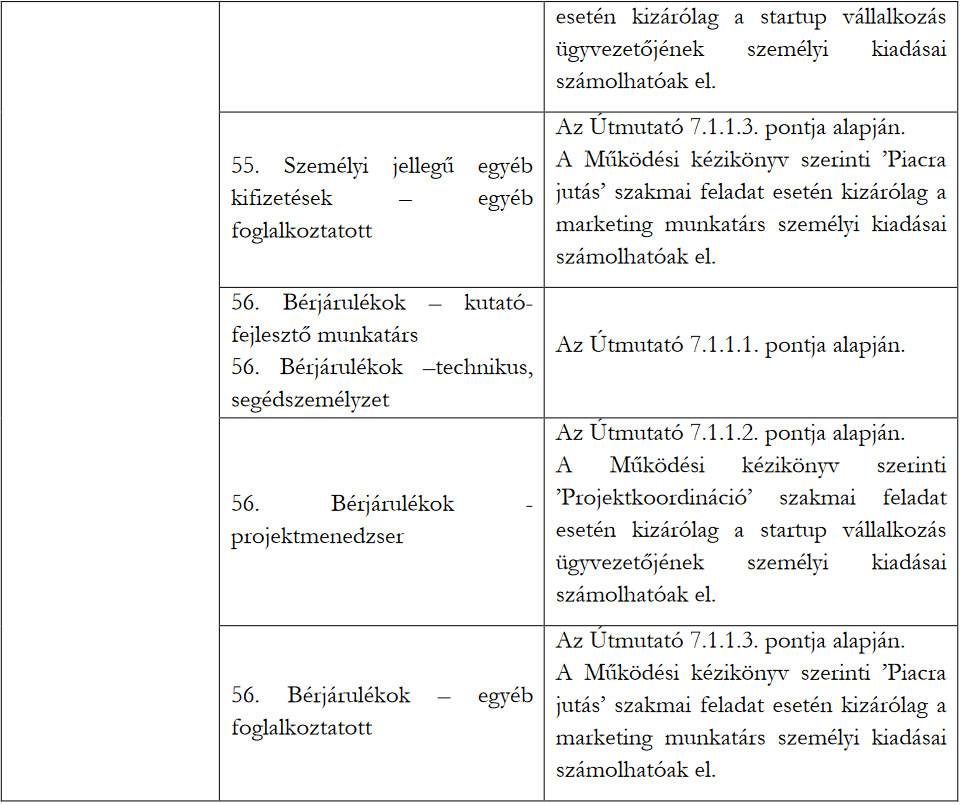 esetén kizárólag a startup vállalkozás
ügyvezetőjének személyi kiadásai
számolhatóak el.
55. Személyi jellegű egyéb
kifizetések – egyéb
foglalkoztatott
Az Útmutató 7.1.1.3. pontja alapján.
A Működési kézikönyv szerinti ’Piacra
jutás’ szakmai feladat esetén kizárólag a
marketing munkatárs személyi kiadásai
számolhatóak el.
56. Bérjárulékok – kutató-
fejlesztő munkatárs
56. Bérjárulékok –technikus,
segédszemélyzet
Az Útmutató 7.1.1.1. pontja alapján.
56. Bérjárulékok -
projektmenedzser
Az Útmutató 7.1.1.2. pontja alapján.
A Működési kézikönyv szerinti
’Projektkoordináció’ szakmai feladat
esetén kizárólag a startup vállalkozás
ügyvezetőjének személyi kiadásai
számolhatóak el.
56. Bérjárulékok – egyéb
foglalkoztatott
Az Útmutató 7.1.1.3. pontja alapján.
A Működési kézikönyv szerinti ’Piacra
jutás’ szakmai feladat esetén kizárólag a
marketing munkatárs személyi kiadásai
számolhatóak el.